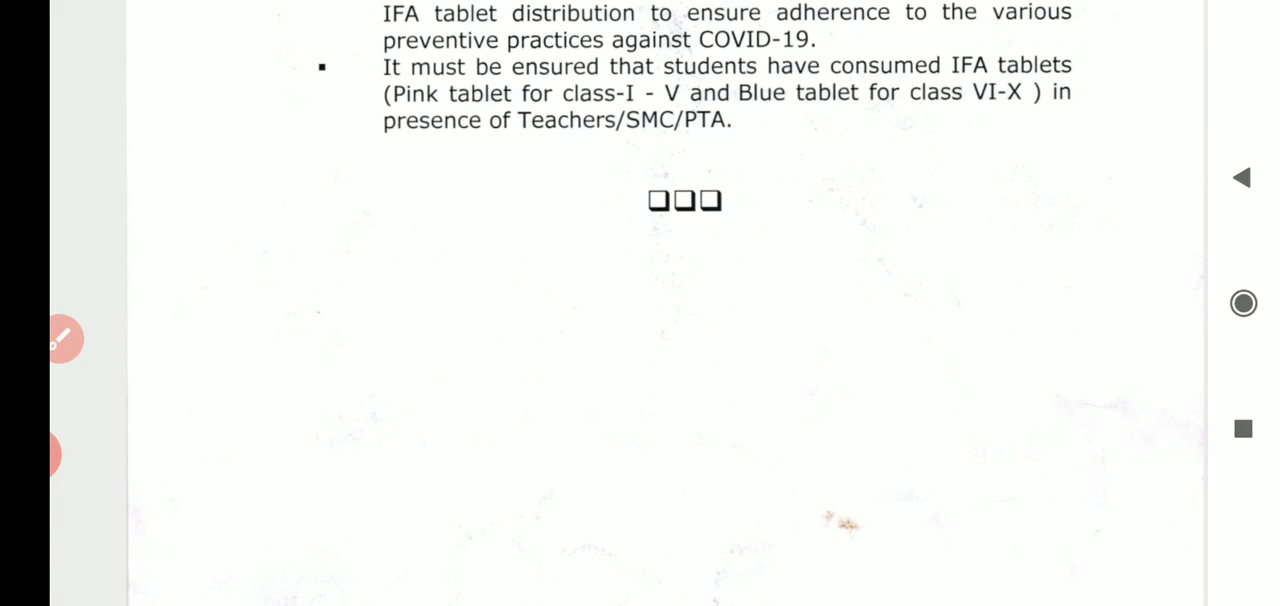 IFA tablet distribution to ensure adherence to the various
preventive practices against COVID-19.
▪ It must be ensured that students have consumed IFA tablets
(Pink tablet for class-I - V and Blue tablet for class VI-X ) in
presence of Teachers/SMC/PTA.
❑❑❑